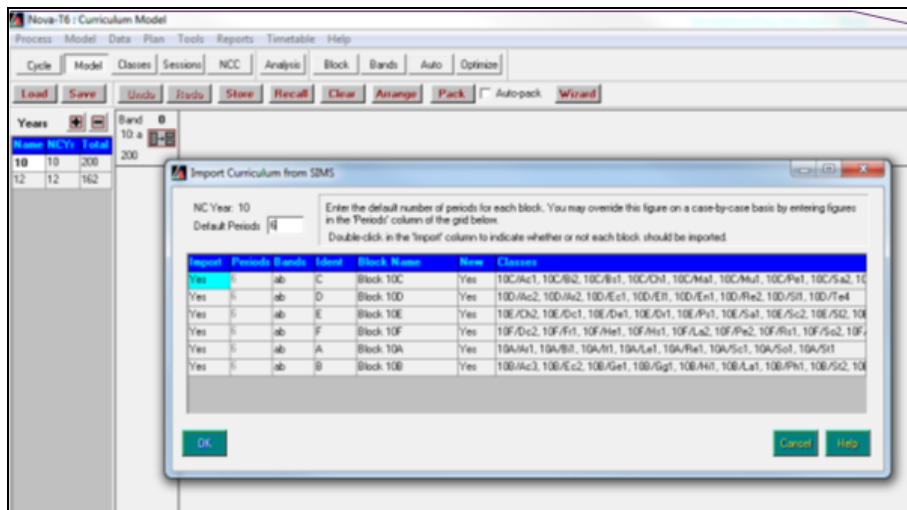 Nova-T6 : Curriculum Model
Process Model Data Plan Tools Reports Timetable Help
Cycle Model Classes Sessions NCC Analysis Block Bands Auto Optimize
Load Save Undo Redo Store Recall Clear Arrange Pack Auto-pack Wizard
Years
Band 0
10: a
200
Name NCYr Total
10 10 200
12 12 162
Import Curriculum from SIMS
NC Year: 10
Default Periods 6
Enter the default number of periods for each block. You may override this figure on a case-by-case basis by entering figures
in the 'Periods' column of the grid below.
Double-click in the 'Import' column to indicate whether or not each block should be imported.
Import Periods Bands Ident Block Name New Classes
Yes 6 ab C Block 10C Yes 10C/Ac1, 10C/Bi2, 10C/Bs1, 10C/Ch1, 10C/Ma1, 10C/Mu1, 10C/Pe1, 10C/Sa2,
Yes 6 ab D Block 10D Yes 10D/Ac2, 10D/Ar2, 10D/Ec1, 10D/El1, 10D/En1, 10D/Re2, 10D/Sl1, 10D/Te4
Yes 6 ab E Block 10E Yes 10E/Ch2, 10E/Dc1, 10E/De1, 10E/Dr1, 10E/Ps1, 10E/Sa1, 10E/Sc2, 10E/Sl2,
Yes 6 ab F Block 10F Yes 10F/Dc2, 10F/Fr1, 10F/He1, 10F/Hs1, 10F/La2, 10F/Pe2, 10F/Rs1, 10F/So2,
Yes 6 ab A Block 10A Yes 10A/Ar1, 10A/Bi1, 10A/It1, 10A/Le1, 10A/Re1, 10A/Sc1, 10A/So1, 10A/St1
Yes 6 ab B Block 10B Yes 10B/Ac3, 10B/Ec2, 10B/Ge1, 10B/Gg1, 10B/Hi1, 10B/La1, 10B/Ph1, 10B/St2,
OK Cancel Help